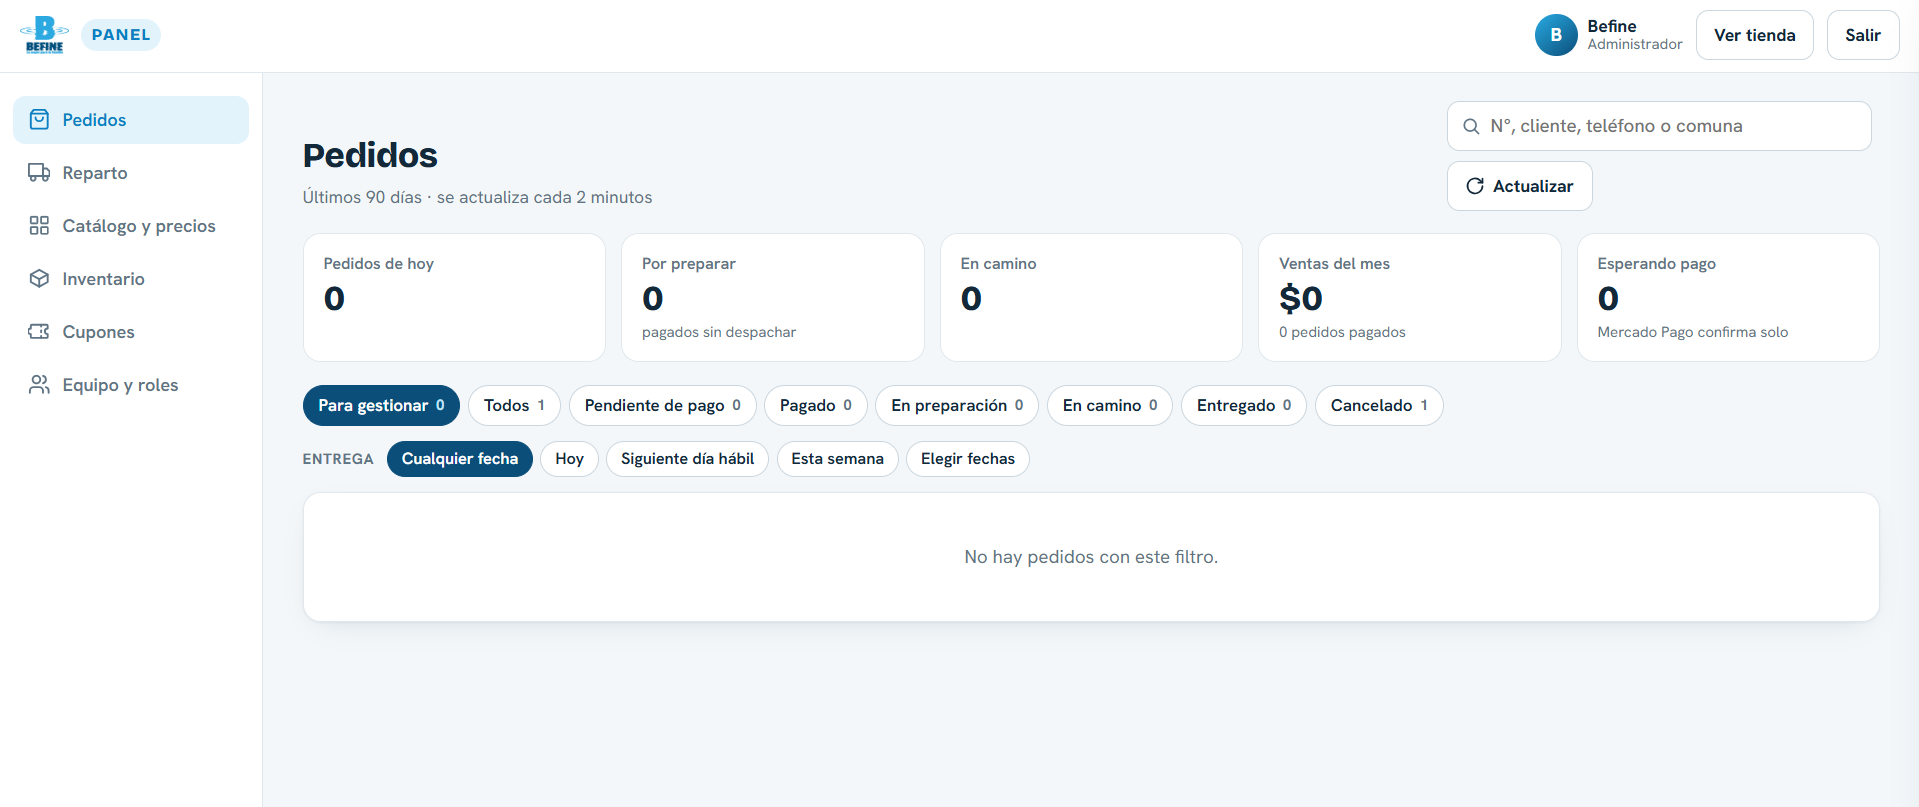 B
BEFINE
PANEL
B
Befine
Administrador
Ver tienda
Salir
Pedidos
Reparto
Catálogo y precios
Inventario
Cupones
Equipo y roles
Pedidos
Últimos 90 días · se actualiza cada 2 minutos
N°, cliente, teléfono o comuna
Actualizar
Pedidos de hoy
0
Por preparar
0
pagados sin despachar
En camino
0
Ventas del mes
$0
0 pedidos pagados
Esperando pago
0
Mercado Pago confirma solo
Para gestionar 0 Todos 1 Pendiente de pago 0 Pagado 0 En preparación 0 En camino 0 Entregado 0 Cancelado 1
ENTREGA Cualquier fecha Hoy Siguiente día hábil Esta semana Elegir fechas
No hay pedidos con este filtro.